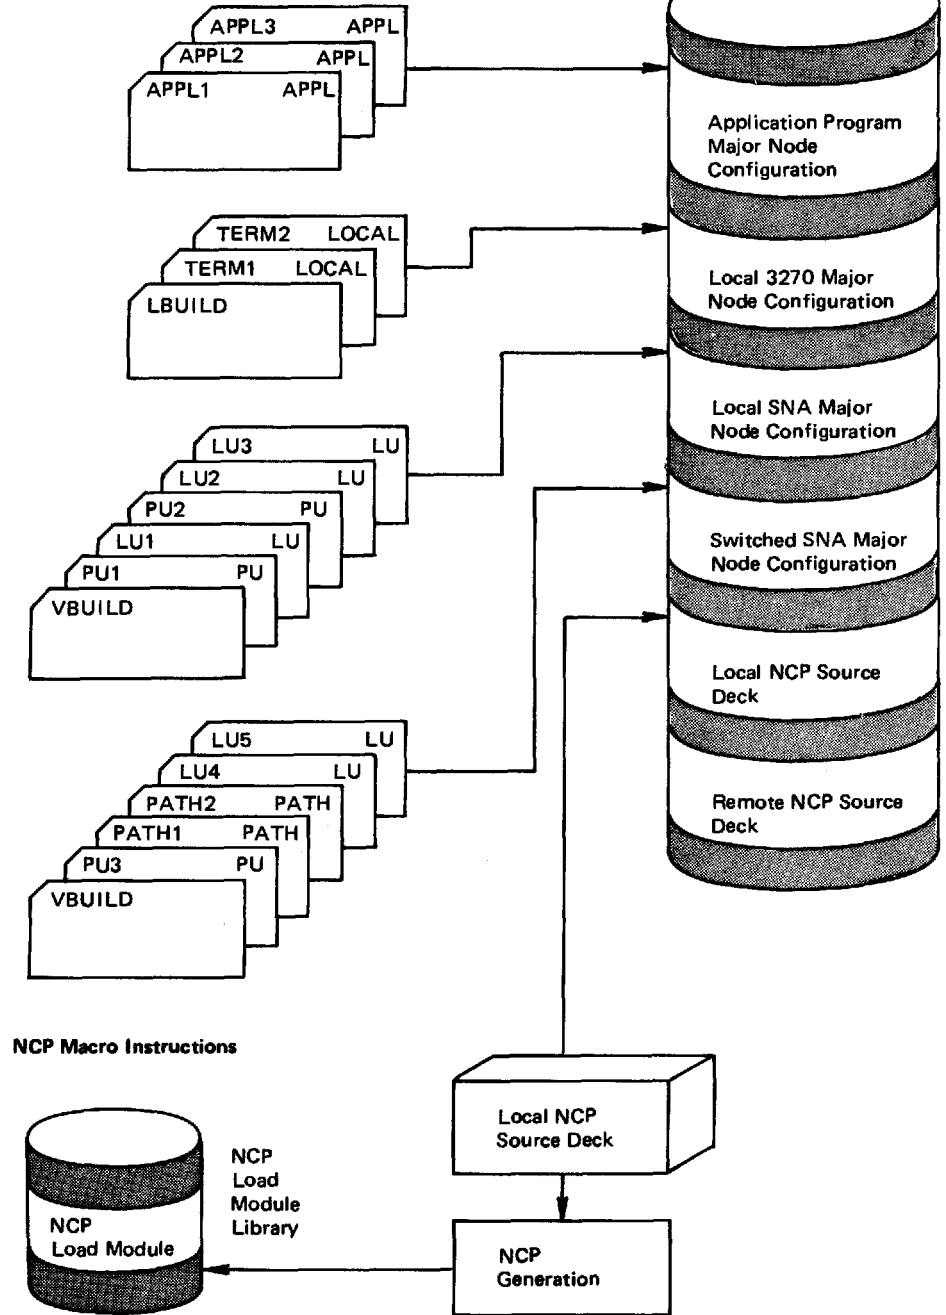 APPL3 APPL
APPL2 APPL
APPL1 APPL
Application Program
Major Node
Configuration
TERM2 LOCAL
TERM1 LOCAL
LBUILD
Local 3270 Major
Node Configuration
LU3 LU
LU2 LU
PU2 PU
LU1 LU
PU1 PU
VBUILD
Local SNA Major
Node Configuration
Switched SNA Major
Node Configuration
LU5 LU
LU4 LU
PATH2 PATH
PATH1 PATH
PU3 PU
VBUILD
Local NCP Source
Deck
Remote NCP Source
Deck
NCP Macro Instructions
Local NCP
Source Deck
NCP
Load
Module
Library
NCP
Load Module
NCP
Generation